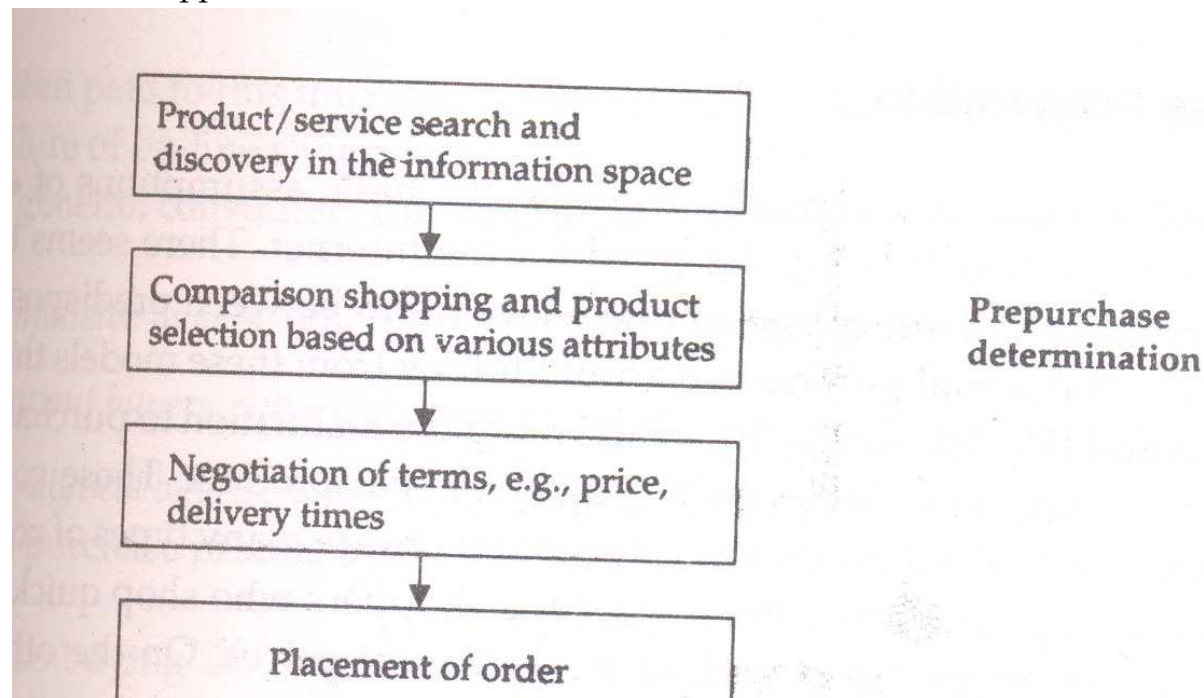 Product/service search and
discovery in the information space
Comparison shopping and product
selection based on various attributes
Prepurchase
determination
Negotiation of terms, e.g., price,
delivery times
Placement of order